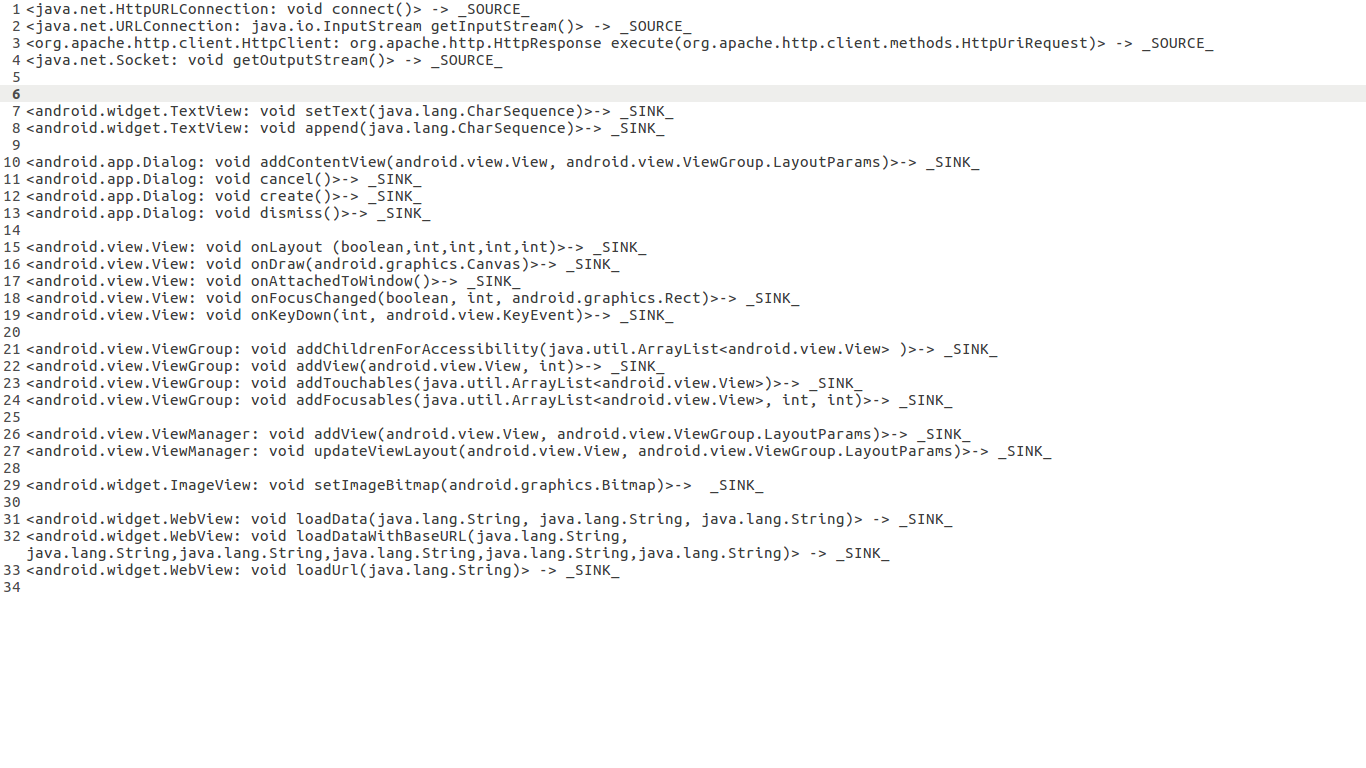 1 <java.net.HttpURLConnection: void connect()> -> _SOURCE_
2 <java.net.URLConnection: java.io.InputStream getInputStream()> -> _SOURCE_
3 <org.apache.http.client.HttpClient: org.apache.http.HttpResponse execute(org.apache.http.client.methods.HttpUriRequest)> -> _SOURCE_
4 <java.net.Socket: void getOutputStream()> -> _SOURCE_
5
6
7 <android.widget.TextView: void setText(java.lang.CharSequence)>-> _SINK_
8 <android.widget.TextView: void append(java.lang.CharSequence)>-> _SINK_
9
10 <android.app.Dialog: void addContentView(android.view.View, android.view.ViewGroup.LayoutParams)>-> _SINK_
11 <android.app.Dialog: void cancel()>-> _SINK_
12 <android.app.Dialog: void create()>-> _SINK_
13 <android.app.Dialog: void dismiss()>-> _SINK_
14
15 <android.view.View: void onLayout (boolean,int,int,int,int)>-> _SINK_
16 <android.view.View: void onDraw(android.graphics.Canvas)>-> _SINK_
17 <android.view.View: void onAttachedToWindow()>-> _SINK_
18 <android.view.View: void onFocusChanged(boolean, int, android.graphics.Rect)>-> _SINK_
19 <android.view.View: void onKeyDown(int, android.view.KeyEvent)>-> _SINK_
20
21 <android.view.ViewGroup: void addChildrenForAccessibility(java.util.ArrayList<android.view.View> )>-> _SINK_
22 <android.view.ViewGroup: void addView(android.view.View, int)>-> _SINK_
23 <android.view.ViewGroup: void addTouchables(java.util.ArrayList<android.view.View>)>-> _SINK_
24 <android.view.ViewGroup: void addFocusables(java.util.ArrayList<android.view.View>, int, int)>-> _SINK_
25
26 <android.view.ViewManager: void addView(android.view.View, android.view.ViewGroup.LayoutParams)>-> _SINK_
27 <android.view.ViewManager: void updateViewLayout(android.view.View, android.view.ViewGroup.LayoutParams)>-> _SINK_
28
29 <android.widget.ImageView: void setImageBitmap(android.graphics.Bitmap)>->  _SINK_
30
31 <android.widget.WebView: void loadData(java.lang.String, java.lang.String, java.lang.String)> -> _SINK_
32 <android.widget.WebView: void loadDataWithBaseURL(java.lang.String,
java.lang.String,java.lang.String,java.lang.String,java.lang.String,java.lang.String)> -> _SINK_
33 <android.widget.WebView: void loadUrl(java.lang.String)> -> _SINK_
34